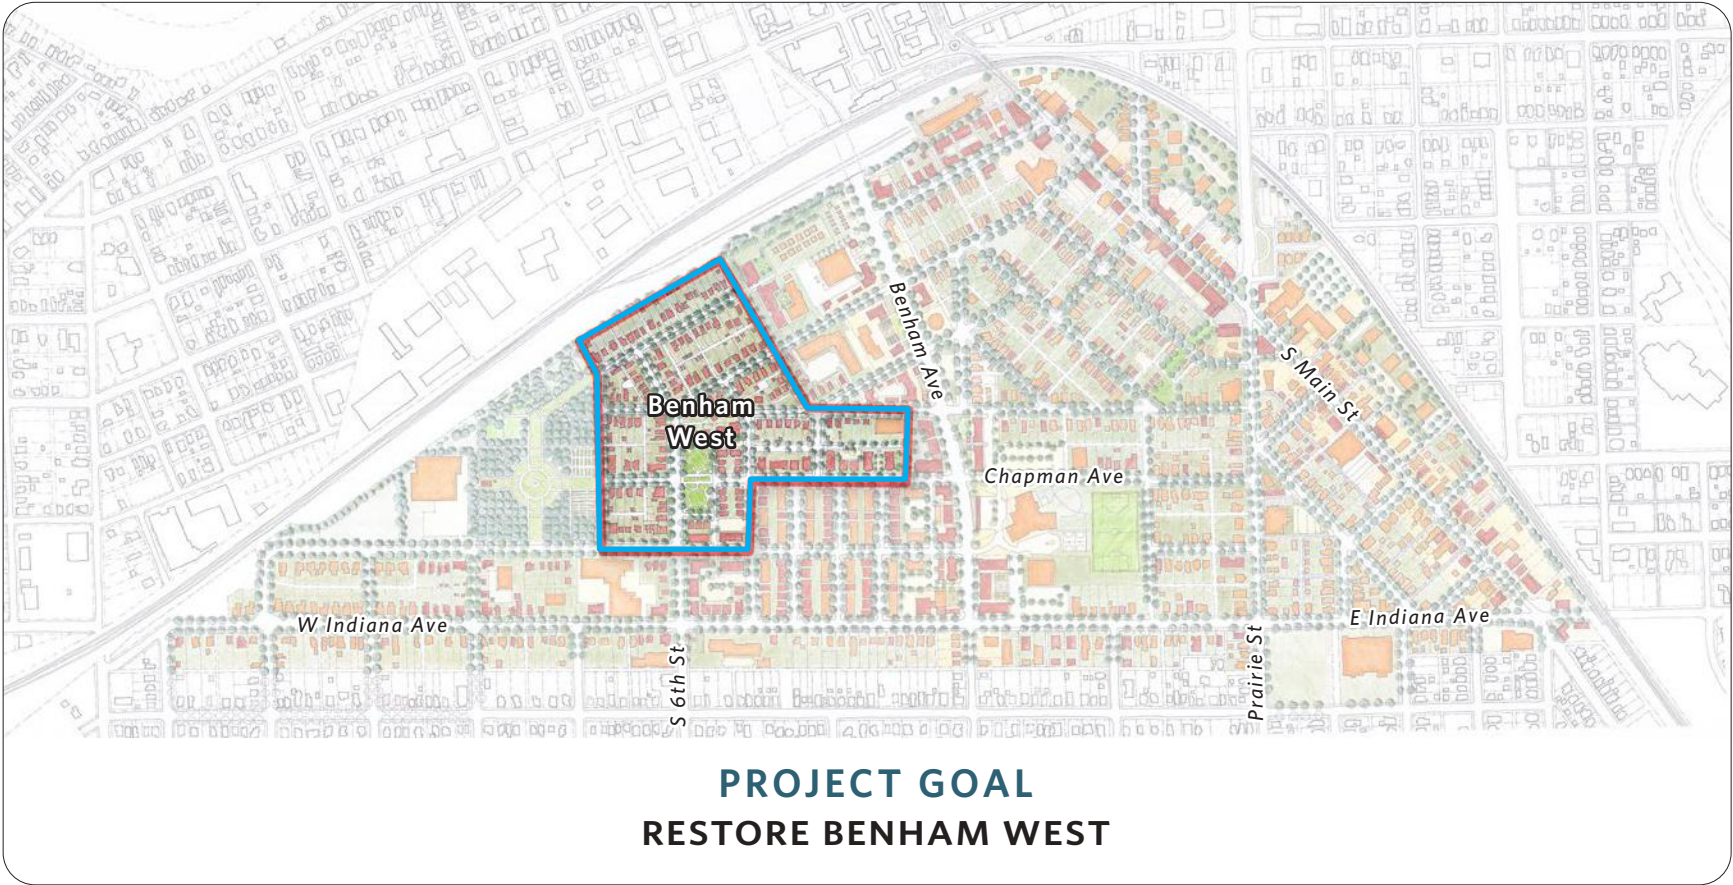 Benham
West
Benham Ave
S Main St
Chapman Ave
W Indiana Ave
E Indiana Ave
S 6th St
Prairie St
PROJECT GOAL
RESTORE BENHAM WEST